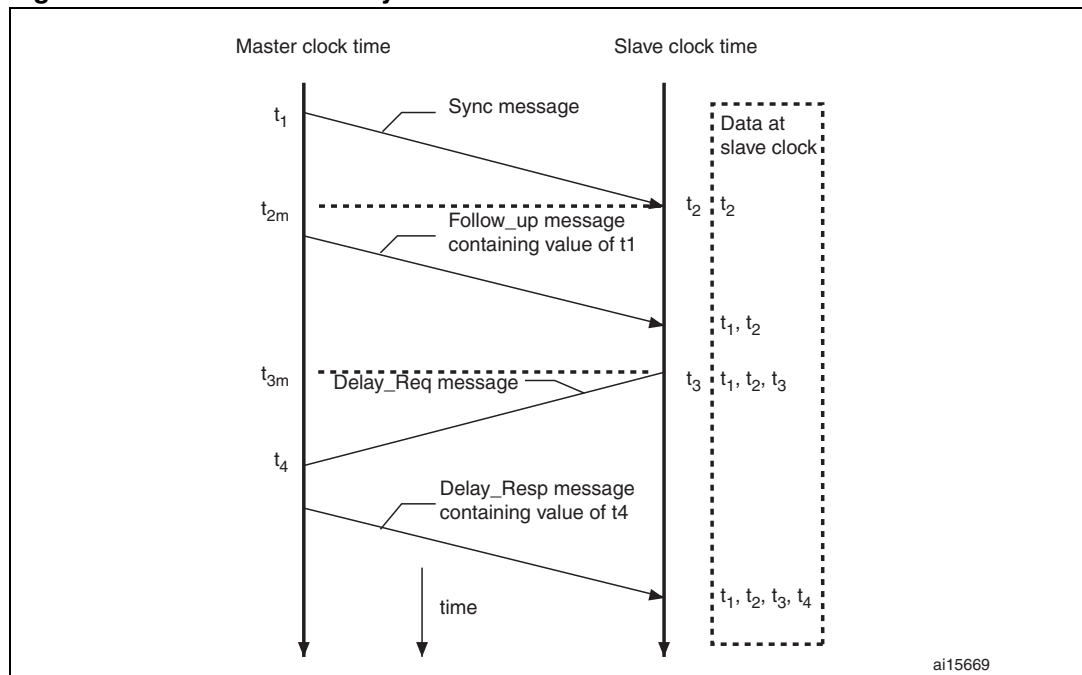 Master clock time
Slave clock time
t1
Sync message
Data at
slave clock
t2m
t2
t2
Follow_up message
containing value of t1
t1, t2
t3m
Delay_Req message
t3
t1, t2, t3
t4
Delay_Resp message
containing value of t4
t1, t2, t3, t4
time
ai15669